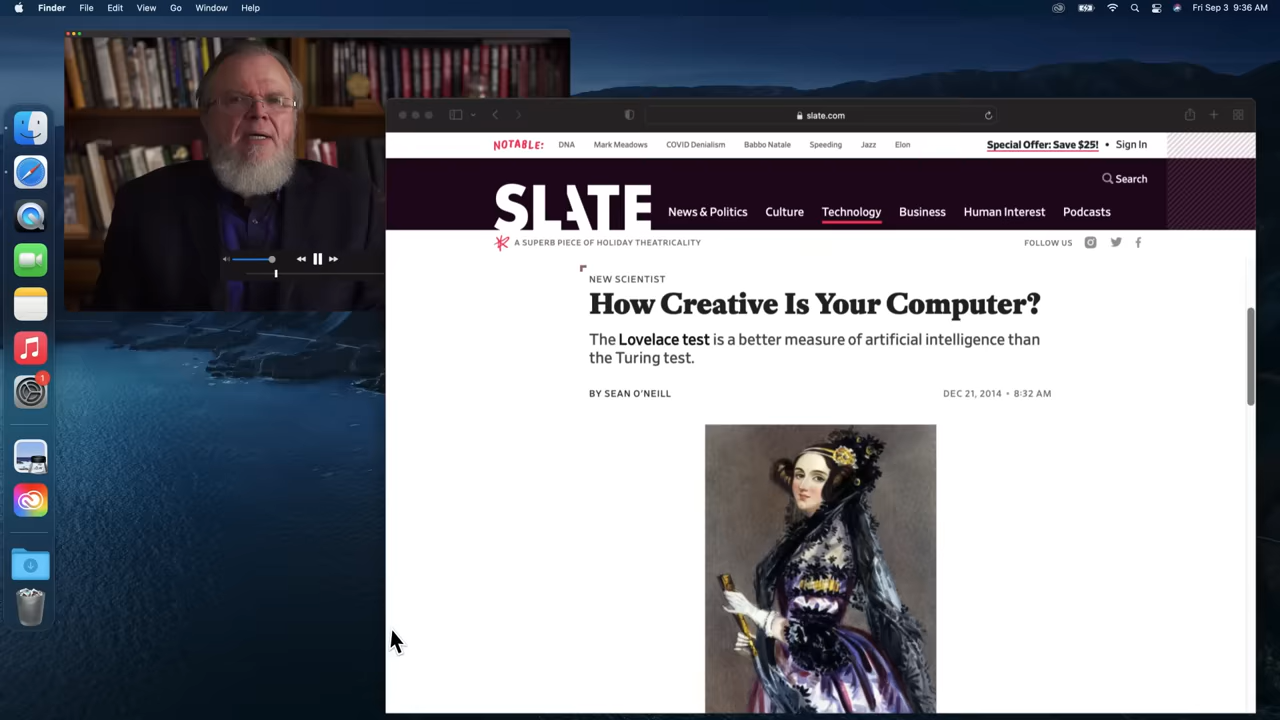 Finder File Edit View Go Window Help Fri Sep 3 9:36 AM
slate.com
NOTABLE: DNA Mark Meadows COVID Denialism Babbo Natale Speeding Jazz Elon Special Offer: Save $25! • Sign In
Search
SLATE News & Politics Culture Technology Business Human Interest Podcasts
A SUPERB PIECE OF HOLIDAY THEATRICALITY FOLLOW US
NEW SCIENTIST
How Creative Is Your Computer?
The Lovelace test is a better measure of artificial intelligence than
the Turing test.
BY SEAN O'NEILL DEC 21, 2014 • 8:32 AM
1